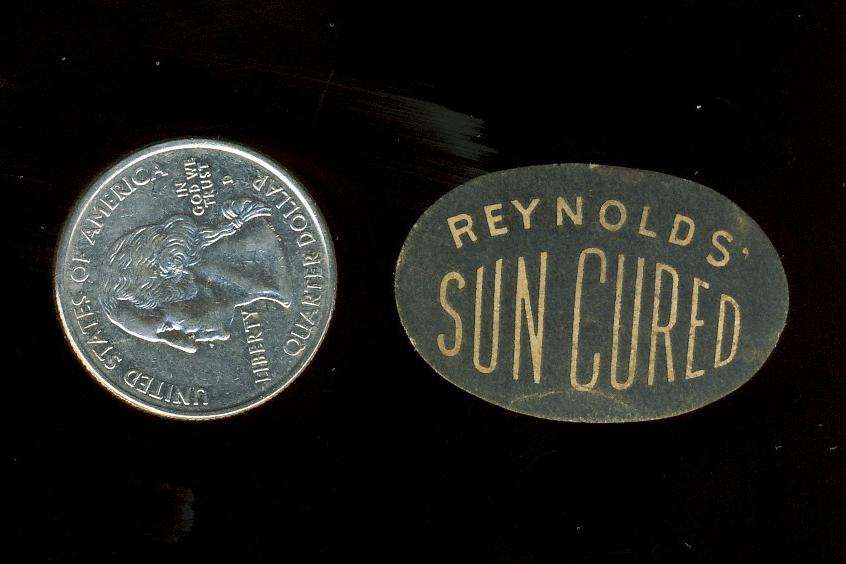 UNITED STATES OF AMERICA
IN
GOD WE
TRUST
D
LIBERTY
QUARTER DOLLAR
REYNOLDS'
SUN CURED